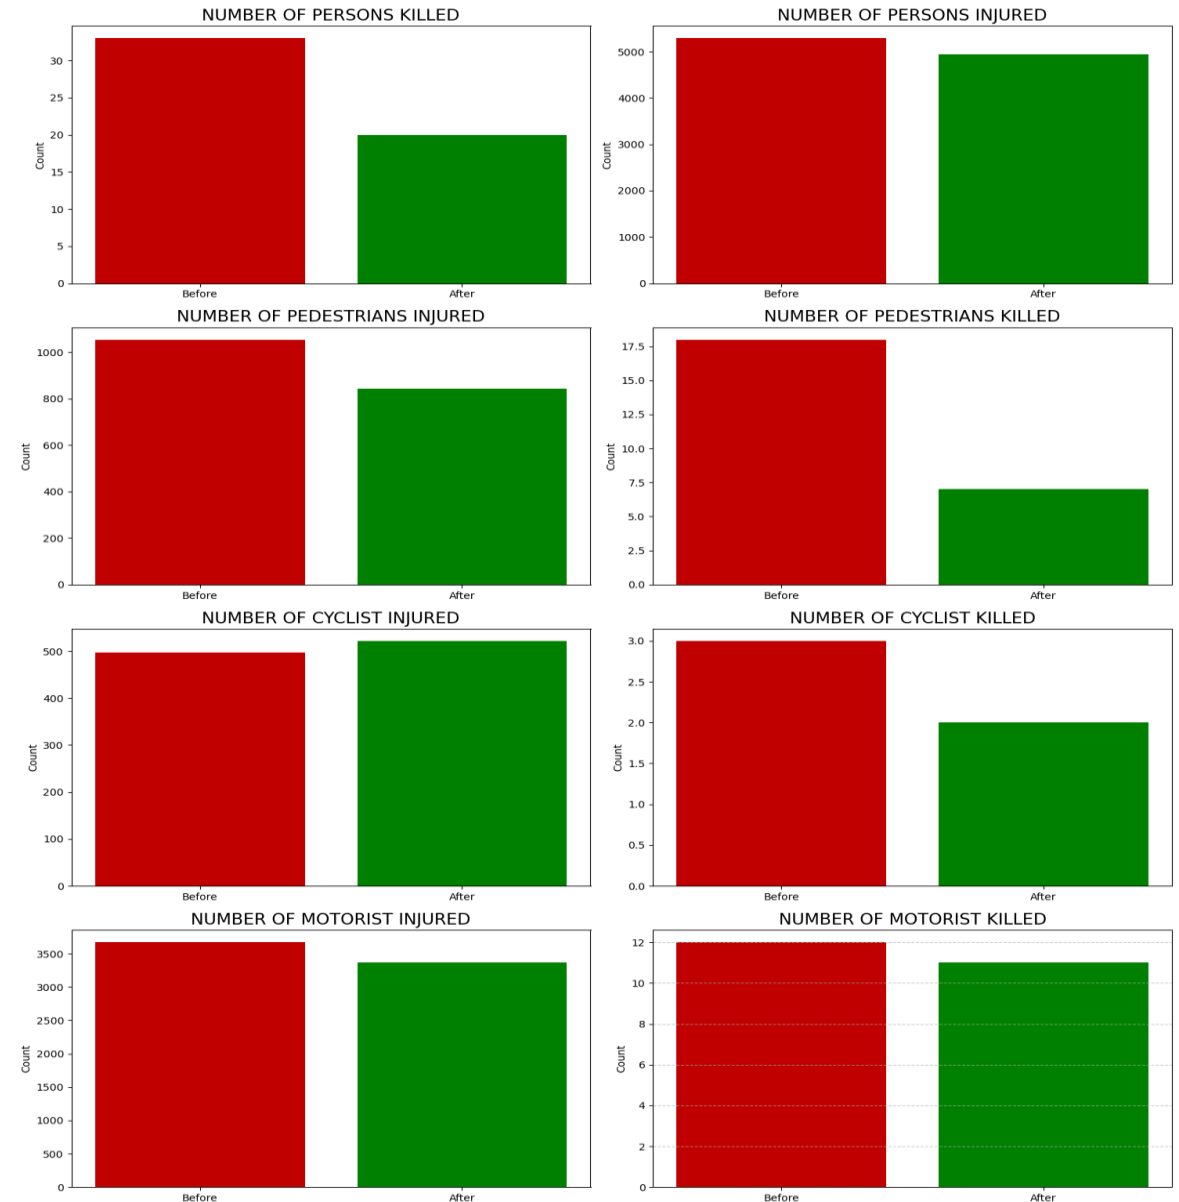 NUMBER OF PERSONS KILLED
30
25
20
15
10
5
0
Count
Before
After
NUMBER OF PERSONS INJURED
5000
4000
3000
2000
1000
0
Count
Before
After
NUMBER OF PEDESTRIANS INJURED
1000
800
600
400
200
0
Count
Before
After
NUMBER OF PEDESTRIANS KILLED
17.5
15.0
12.5
10.0
7.5
5.0
2.5
0.0
Count
Before
After
NUMBER OF CYCLIST INJURED
500
400
300
200
100
0
Count
Before
After
NUMBER OF CYCLIST KILLED
3.0
2.5
2.0
1.5
1.0
0.5
0.0
Count
Before
After
NUMBER OF MOTORIST INJURED
3500
3000
2500
2000
1500
1000
500
0
Count
Before
After
NUMBER OF MOTORIST KILLED
12
10
8
6
4
2
0
Count
Before
After